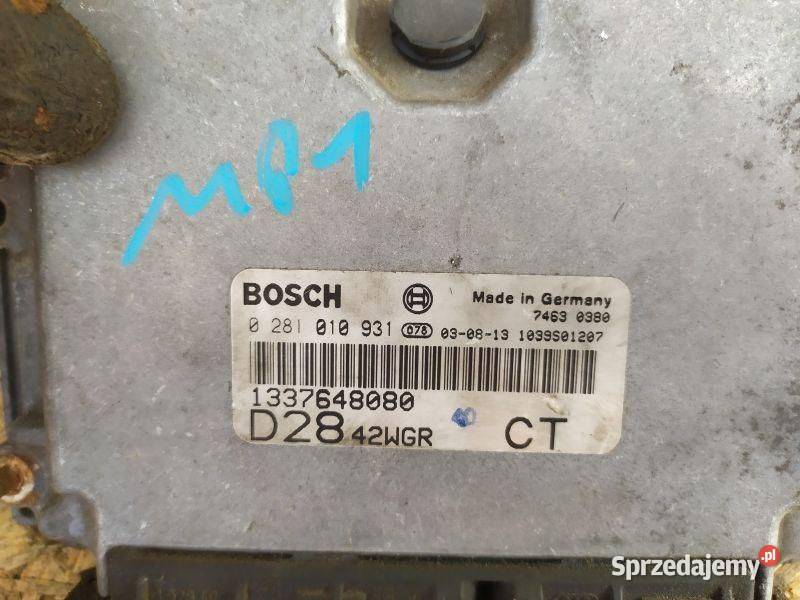 MP1
BOSCH
Made in Germany
7463 0380
0 281 010 931 078 03-08-13 1039S01207
1337648080
D28 42WGR CT
Sprzedajemy.pl